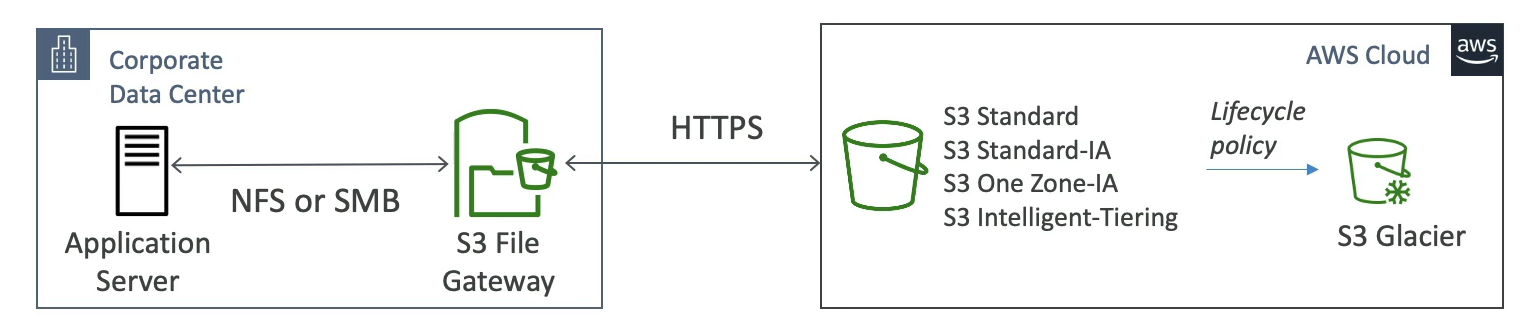 Corporate
Data Center
Application
Server
NFS or SMB
S3 File
Gateway
HTTPS
AWS Cloud
aws
S3 Standard
S3 Standard-IA
S3 One Zone-IA
S3 Intelligent-Tiering
Lifecycle
policy
S3 Glacier